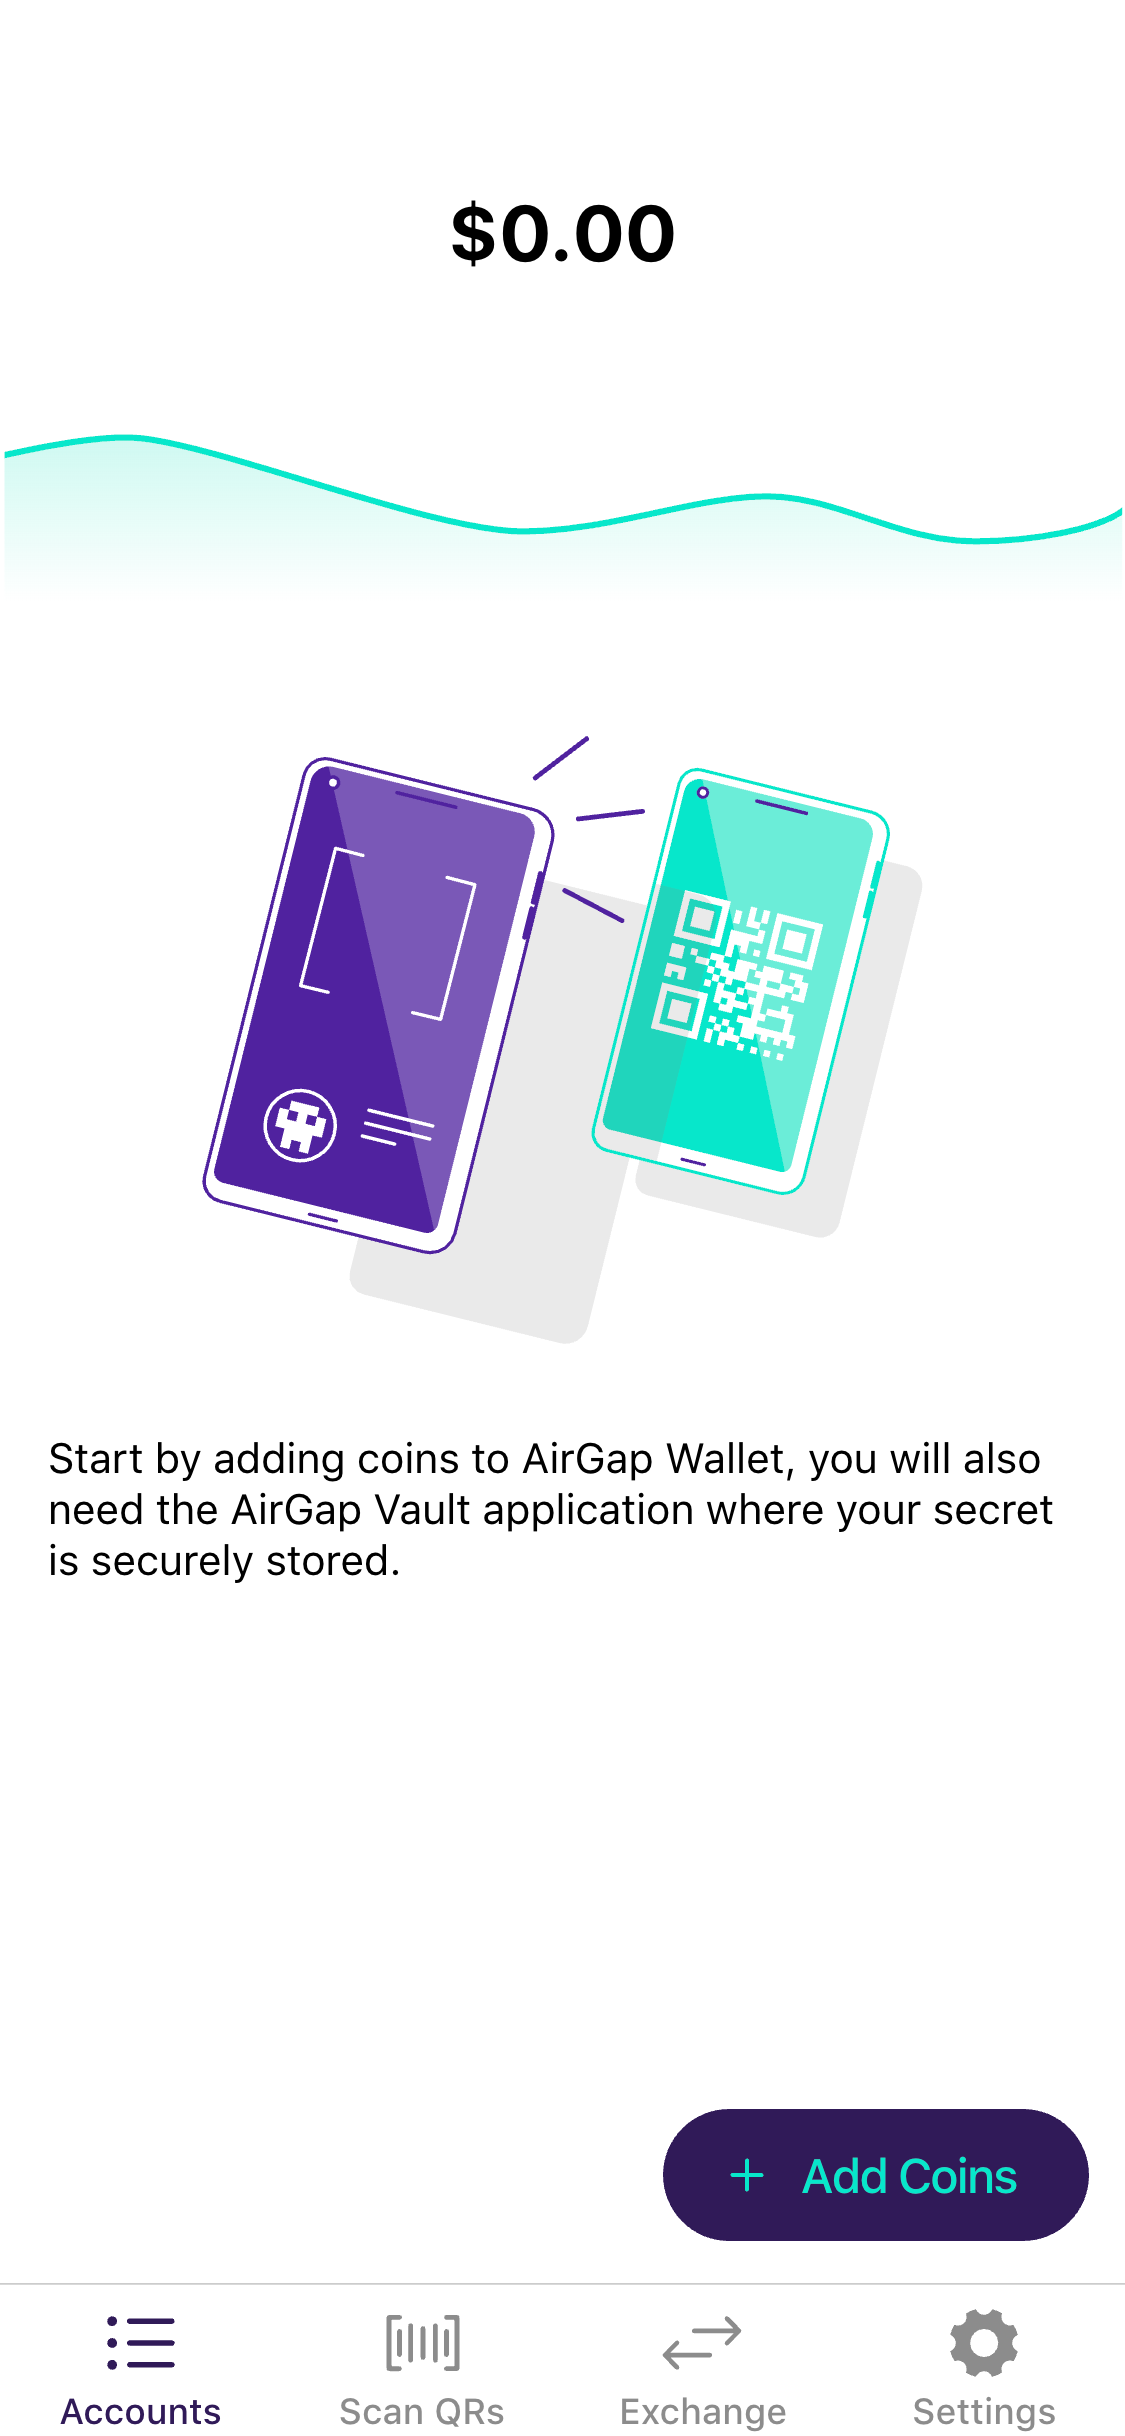 $0.00
Start by adding coins to AirGap Wallet, you will also
need the AirGap Vault application where your secret
is securely stored.
+ Add Coins
Accounts
Scan QRs
Exchange
Settings